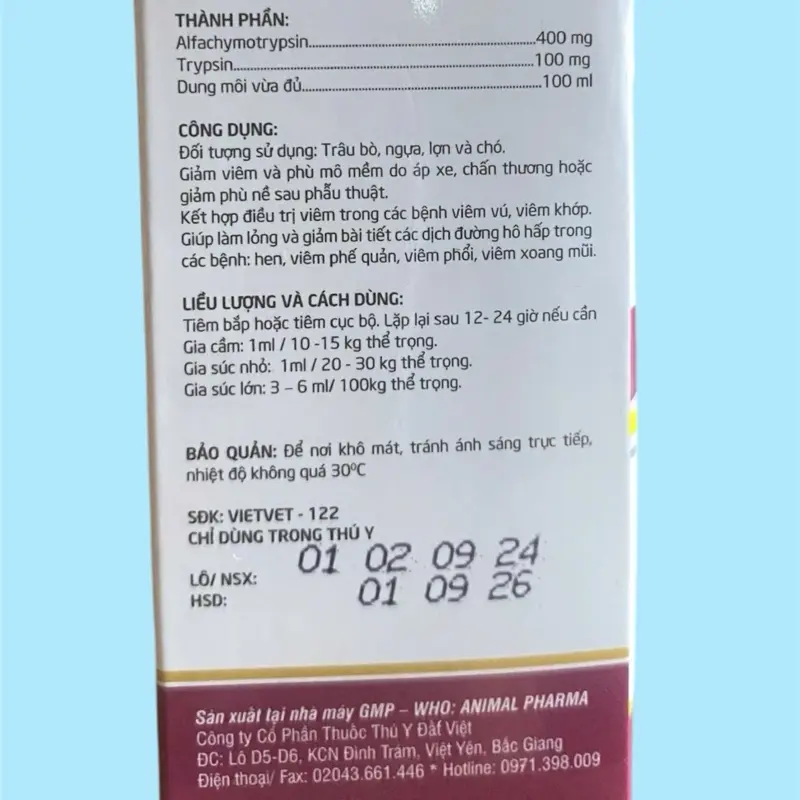 THÀNH PHẦN:
Alfachymotrypsin........................................................400 mg
Trypsin........................................................................100 mg
Dung môi vừa đủ.........................................................100 ml
CÔNG DỤNG:
Đối tượng sử dụng: Trâu bò, ngựa, lợn và chó.
Giảm viêm và phù mô mềm do áp xe, chấn thương hoặc
giảm phù nề sau phẫu thuật.
Kết hợp điều trị viêm trong các bệnh viêm vú, viêm khớp.
Giúp làm lỏng và giảm bài tiết các dịch đường hô hấp trong
các bệnh: hen, viêm phế quản, viêm phổi, viêm xoang mũi.
LIỀU LƯỢNG VÀ CÁCH DÙNG:
Tiêm bắp hoặc tiêm cục bộ. Lặp lại sau 12- 24 giờ nếu cần
Gia cầm: 1ml / 10 -15 kg thể trọng.
Gia súc nhỏ: 1ml / 20 - 30 kg thể trọng.
Gia súc lớn: 3 – 6 ml/ 100kg thể trọng.
BẢO QUẢN: Để nơi khô mát, tránh ánh sáng trực tiếp,
nhiệt độ không quá 30ºC
SĐK: VIETVET - 122
CHỈ DÙNG TRONG THÚ Y
LÔ/ NSX: 01 02 09 24
HSD: 01 09 26
Sản xuất tại nhà máy GMP – WHO: ANIMAL PHARMA
Công ty Cổ Phần Thuốc Thú Y Đất Việt
ĐC: Lô D5-D6, KCN Đình Trám, Việt Yên, Bắc Giang
Điện thoại/ Fax: 02043.661.446 * Hotline: 0971.398.009